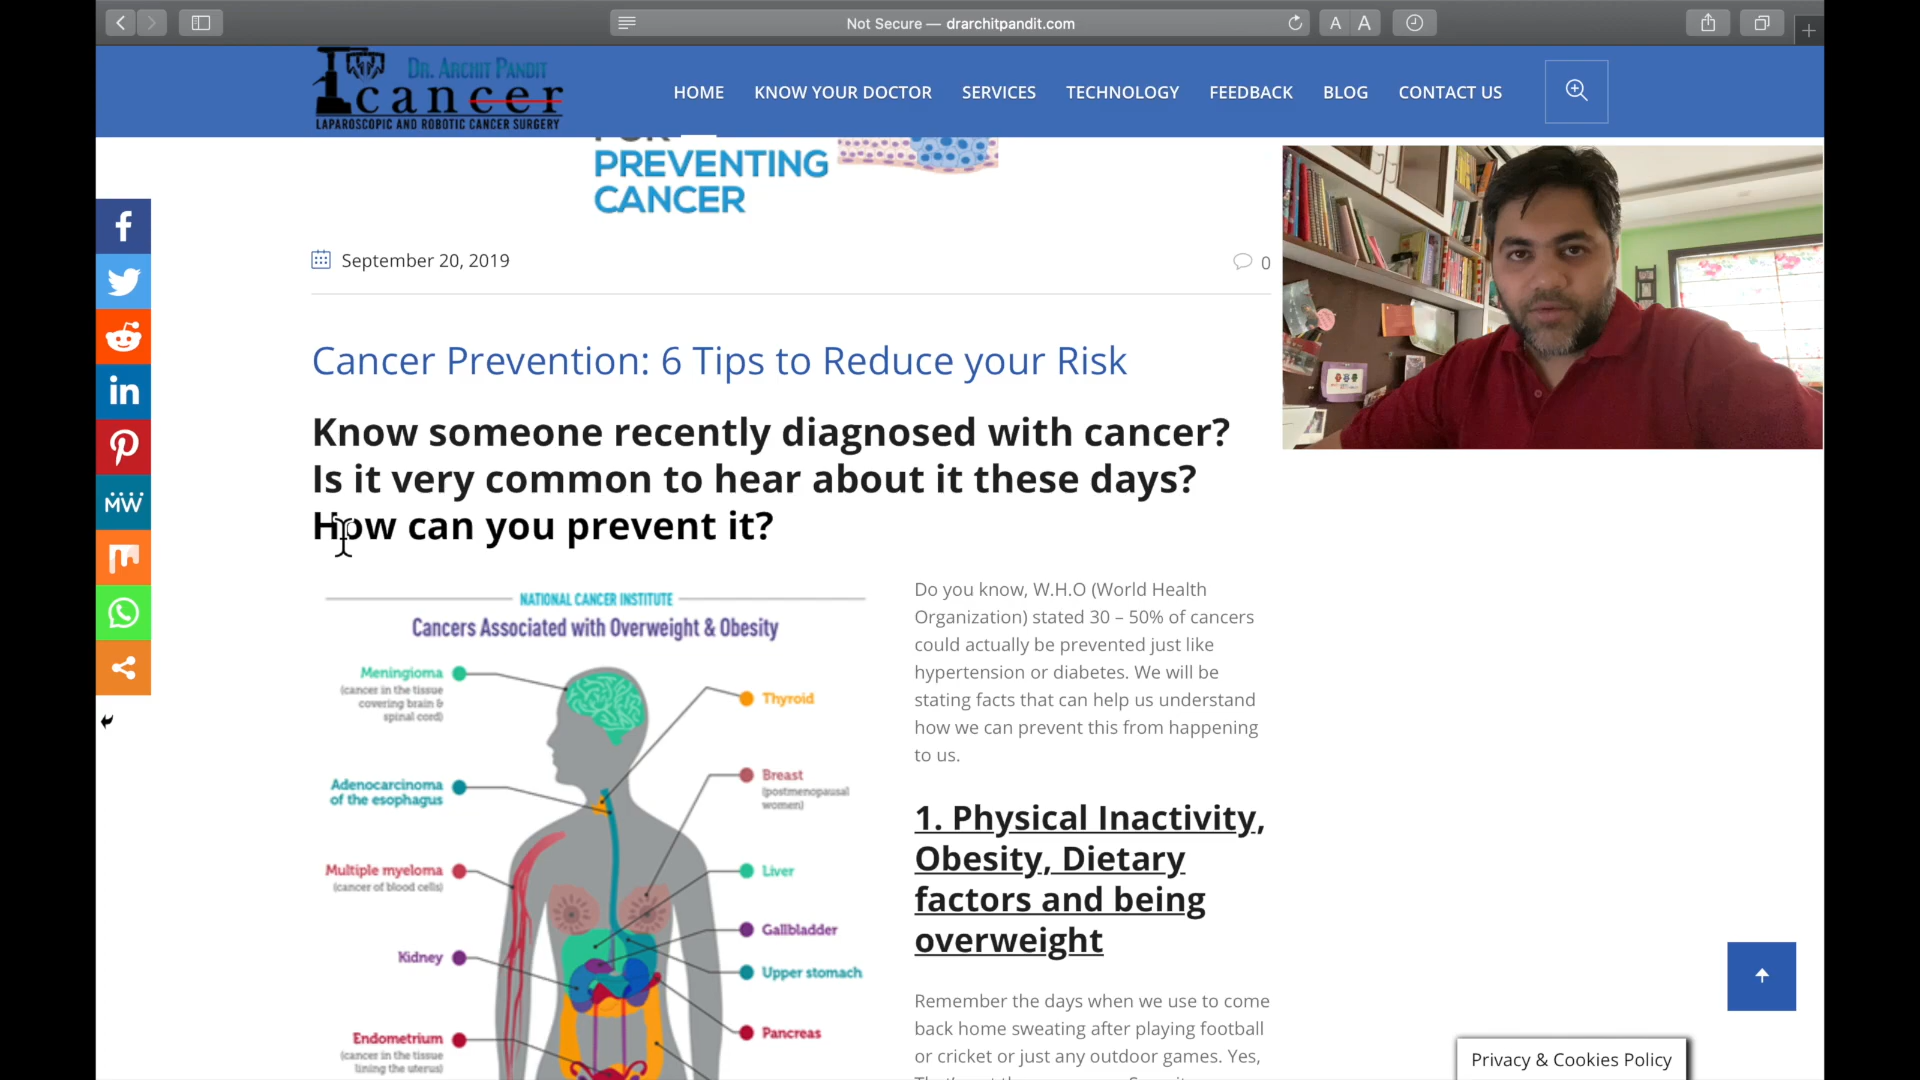 Not Secure — drarchitpandit.com
A A
DR. ARCHIT PANDIT
cancer
LAPAROSCOPIC AND ROBOTIC CANCER SURGERY
HOME KNOW YOUR DOCTOR SERVICES TECHNOLOGY FEEDBACK BLOG CONTACT US
FOR
PREVENTING
CANCER
September 20, 2019
0
Cancer Prevention: 6 Tips to Reduce your Risk
Know someone recently diagnosed with cancer?
Is it very common to hear about it these days?
How can you prevent it?
NATIONAL CANCER INSTITUTE
Cancers Associated with Overweight & Obesity
Meningioma
(cancer in the tissue
covering brain &
spinal cord)
Adenocarcinoma
of the esophagus
Multiple myeloma
(cancer of blood cells)
Kidney
Endometrium
(cancer in the tissue
lining the uterus)
Thyroid
Breast
(postmenopausal
women)
Liver
Gallbladder
Upper stomach
Pancreas
Do you know, W.H.O (World Health
Organization) stated 30 – 50% of cancers
could actually be prevented just like
hypertension or diabetes. We will be
stating facts that can help us understand
how we can prevent this from happening
to us.
1. Physical Inactivity,
Obesity, Dietary
factors and being
overweight
Remember the days when we use to come
back home sweating after playing football
or cricket or just any outdoor games. Yes,
Privacy & Cookies Policy